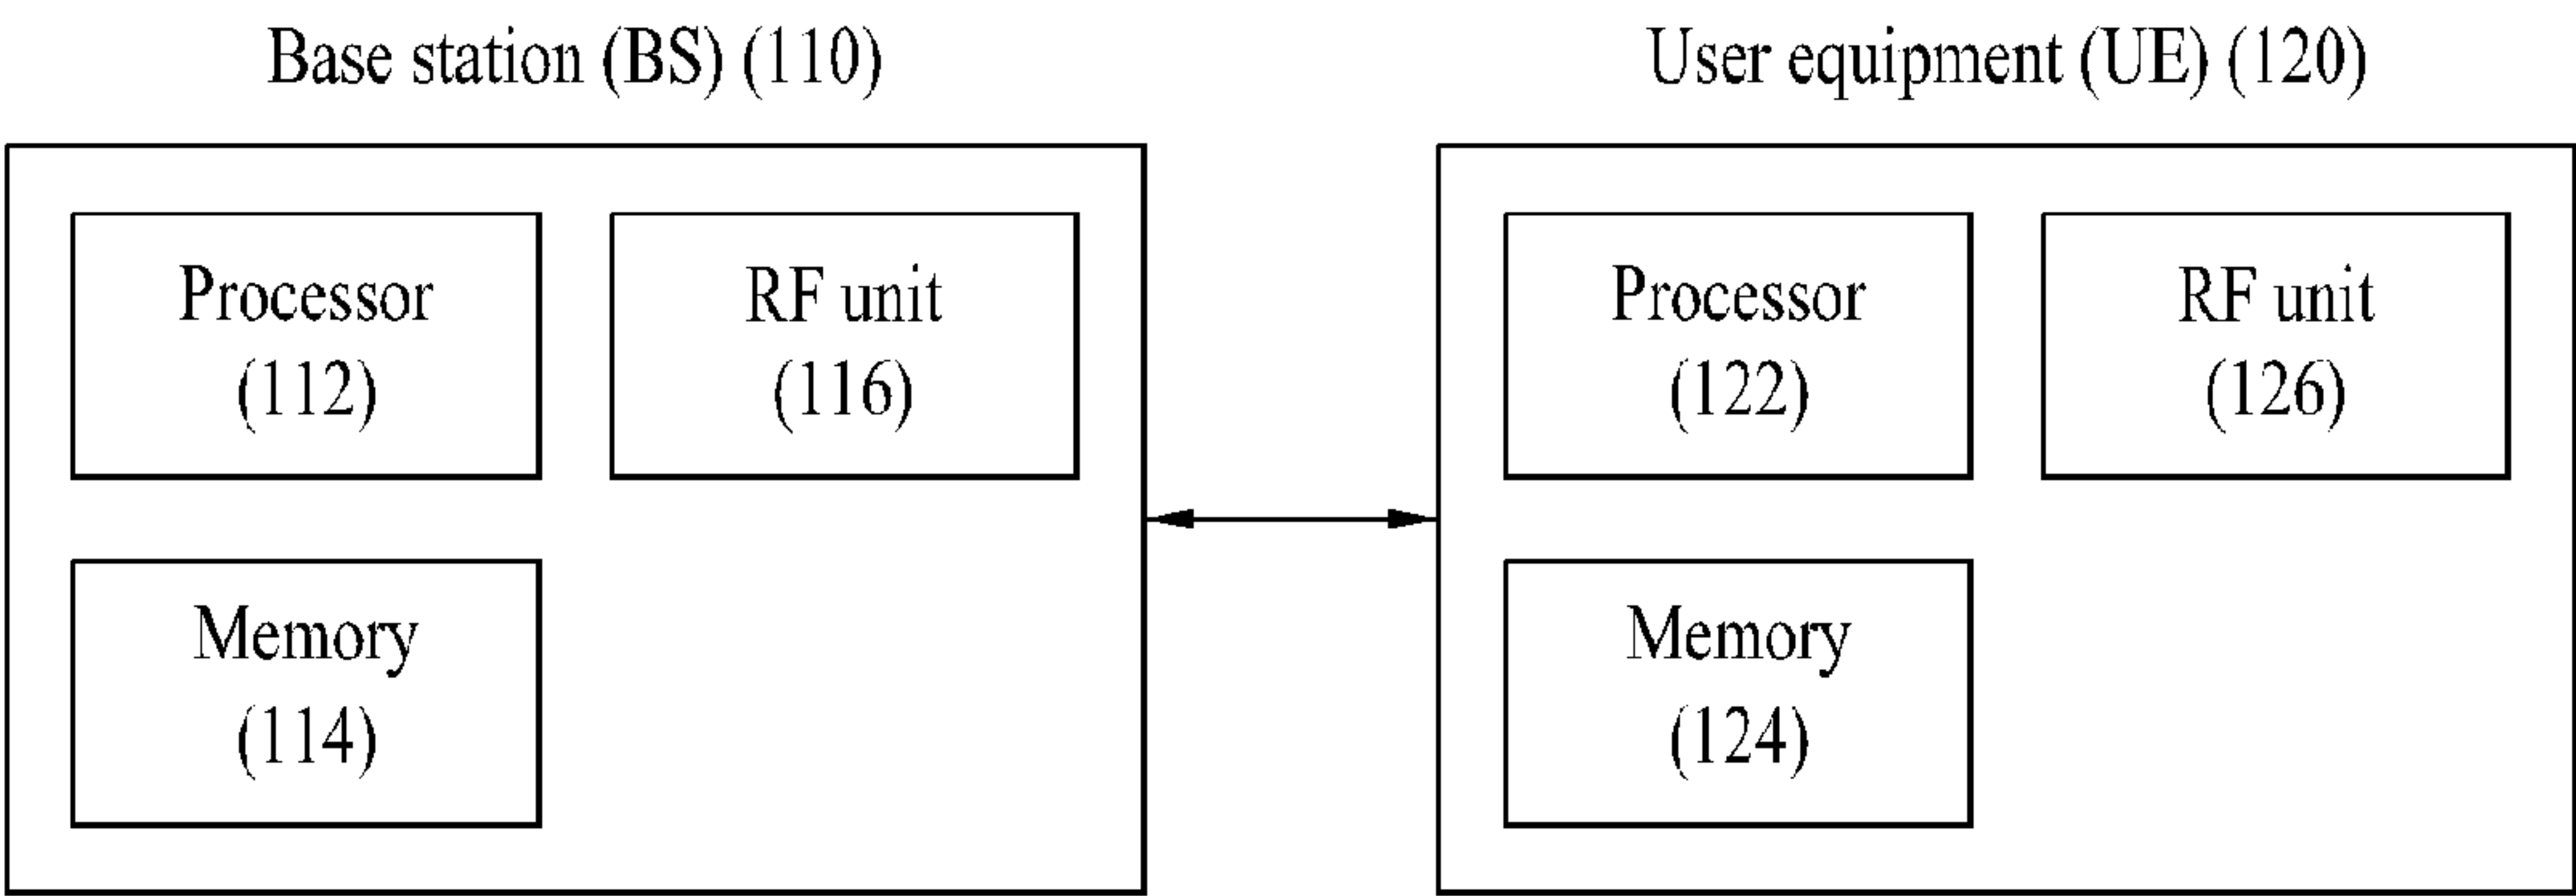 Base station (BS) (110)
Processor
(112)
RF unit
(116)
Memory
(114)
User equipment (UE) (120)
Processor
(122)
RF unit
(126)
Memory
(124)